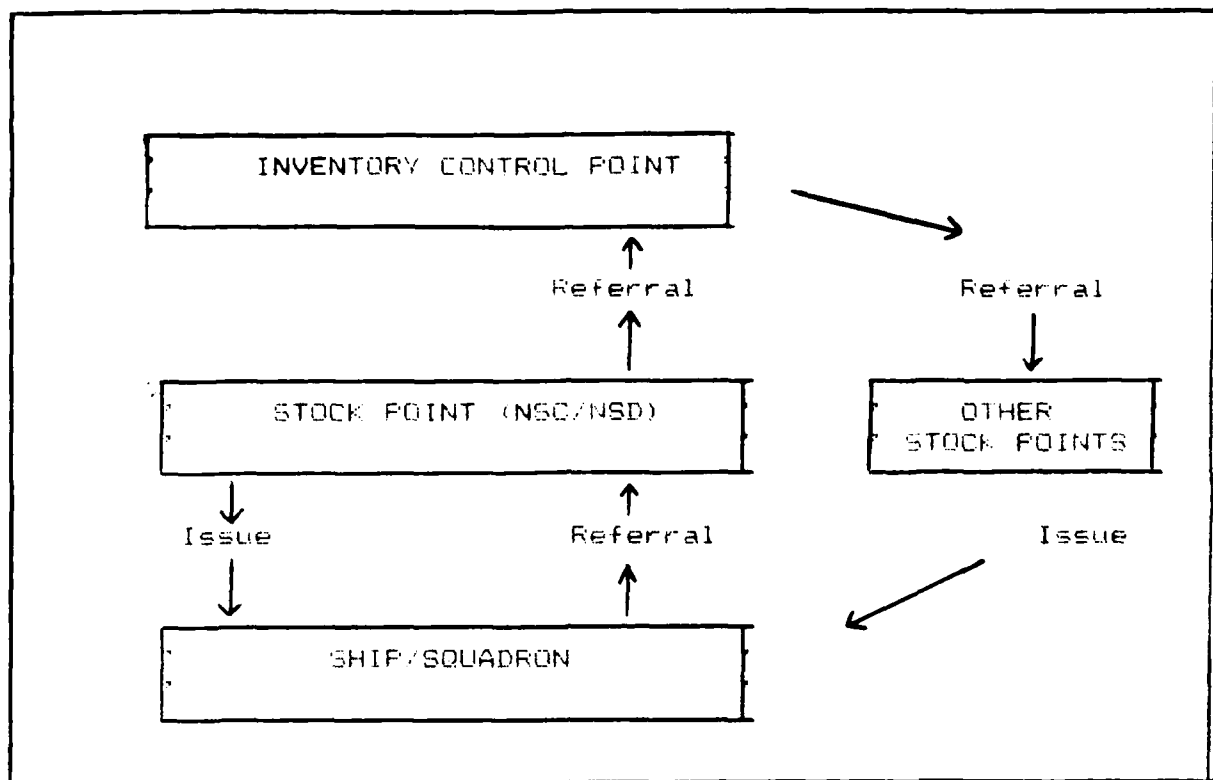 INVENTORY CONTROL POINT
Referral
Referral
STOCK POINT (NSC/NSD)
OTHER
STOCK POINTS
Issue
Referral
Issue
SHIP/SQUADRON